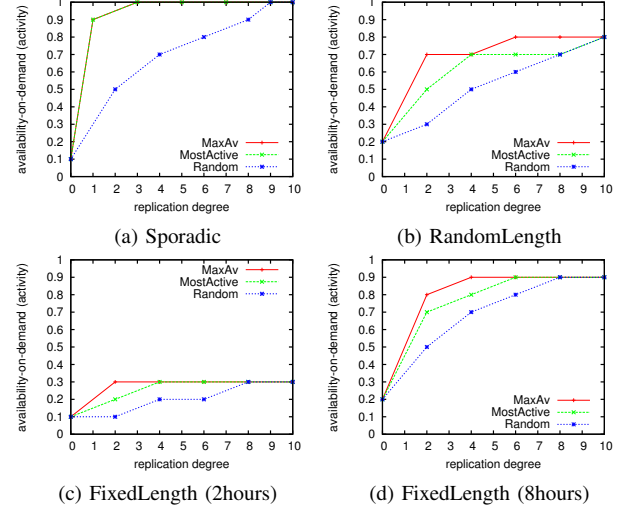 availability-on-demand (activity)
1
0.9
0.8
0.7
0.6
0.5
0.4
0.3
0.2
0.1
0
0 1 2 3 4 5 6 7 8 9 10
replication degree
MaxAv
MostActive
Random
(a) Sporadic
availability-on-demand (activity)
1
0.9
0.8
0.7
0.6
0.5
0.4
0.3
0.2
0.1
0
0 1 2 3 4 5 6 7 8 9 10
replication degree
MaxAv
MostActive
Random
(b) RandomLength
availability-on-demand (activity)
1
0.9
0.8
0.7
0.6
0.5
0.4
0.3
0.2
0.1
0
MaxAv
MostActive
Random
0 1 2 3 4 5 6 7 8 9 10
replication degree
(c) FixedLength (2hours)
availability-on-demand (activity)
1
0.9
0.8
0.7
0.6
0.5
0.4
0.3
0.2
0.1
0
MaxAv
MostActive
Random
0 1 2 3 4 5 6 7 8 9 10
replication degree
(d) FixedLength (8hours)